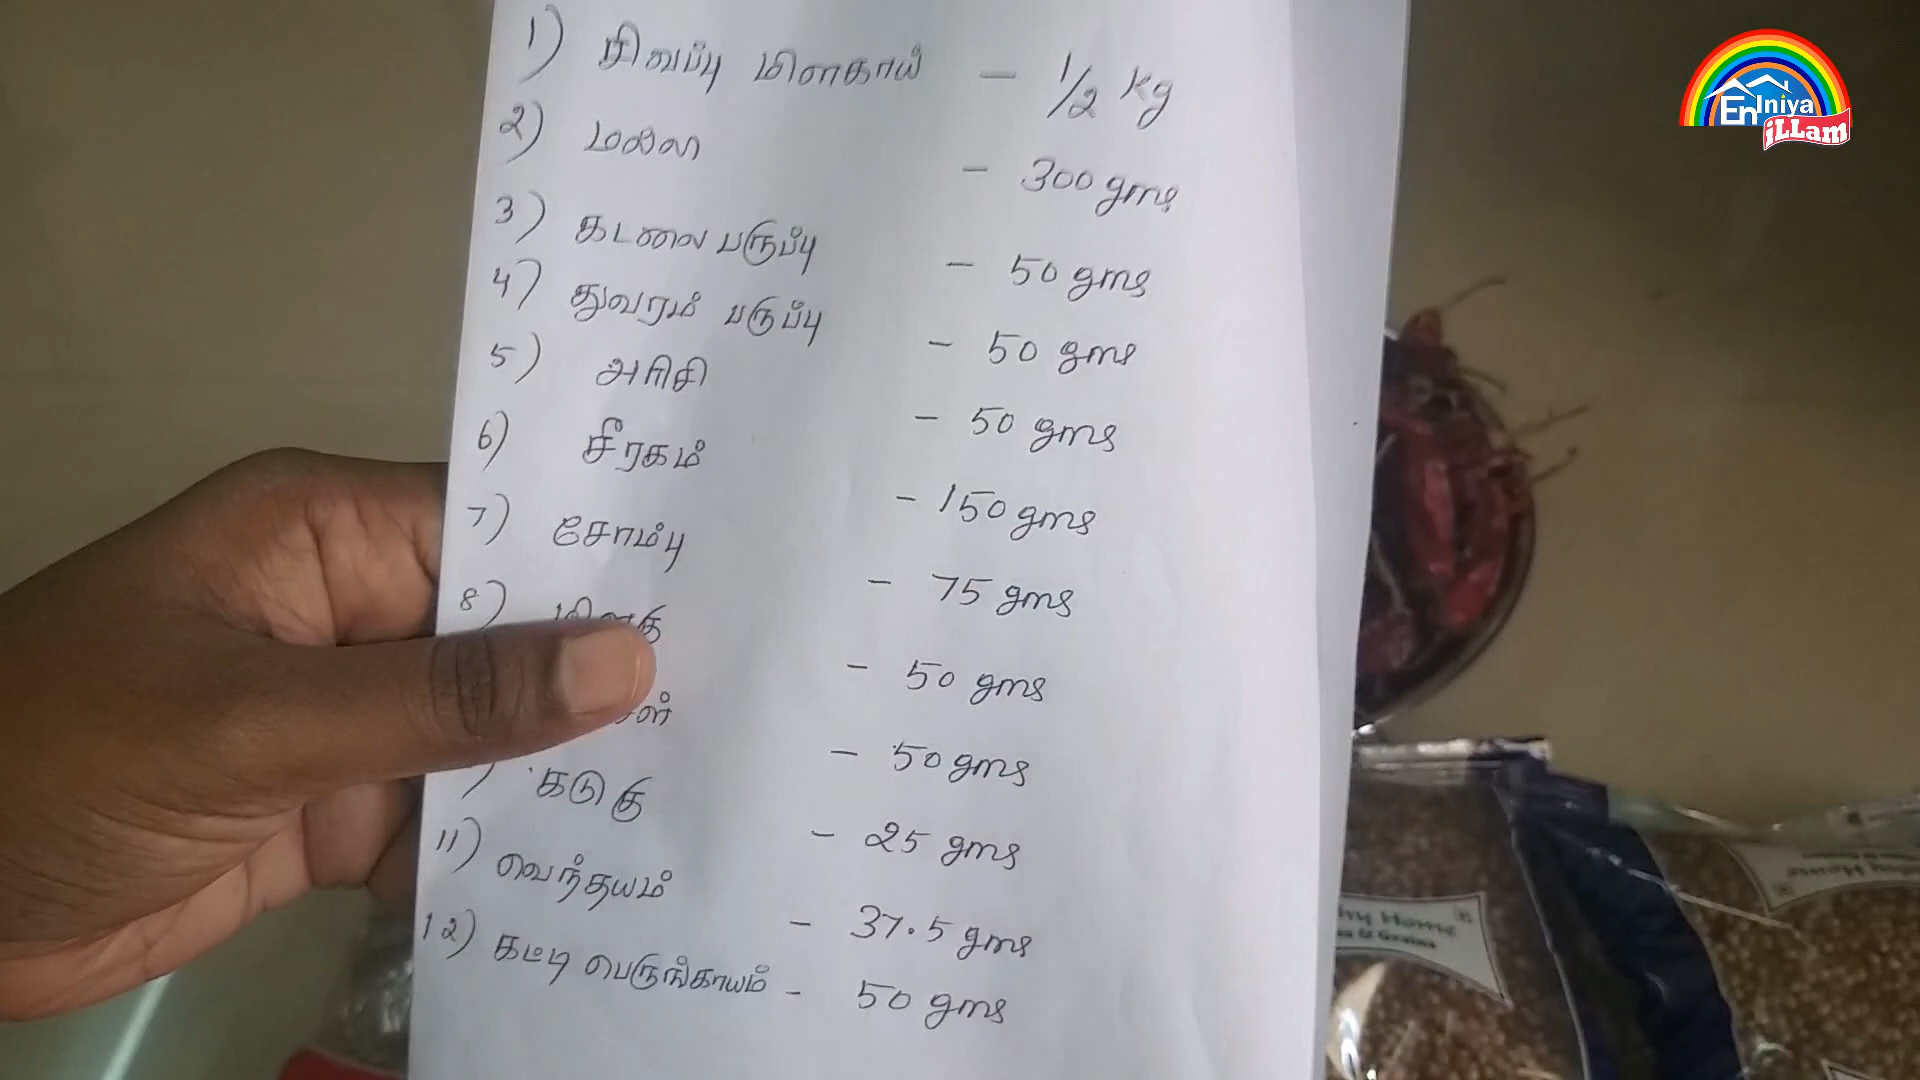 1) சிவப்பு மிளகாய் - 1/2 kg
2) மல்லி - 300 gms
3) கடலை பருப்பு - 50 gms
4) துவரம் பருப்பு - 50 gms
5) அரிசி - 50 gms
6) சீரகம் - 150 gms
7) சோம்பு - 75 gms
8) மிளகு - 50 gms
- 50 gms
கடுகு - 25 gms
11) வெந்தயம் - 37.5 gms
12) கட்டி பெருங்காயம் - 50 gms
En Iniya
iLLam